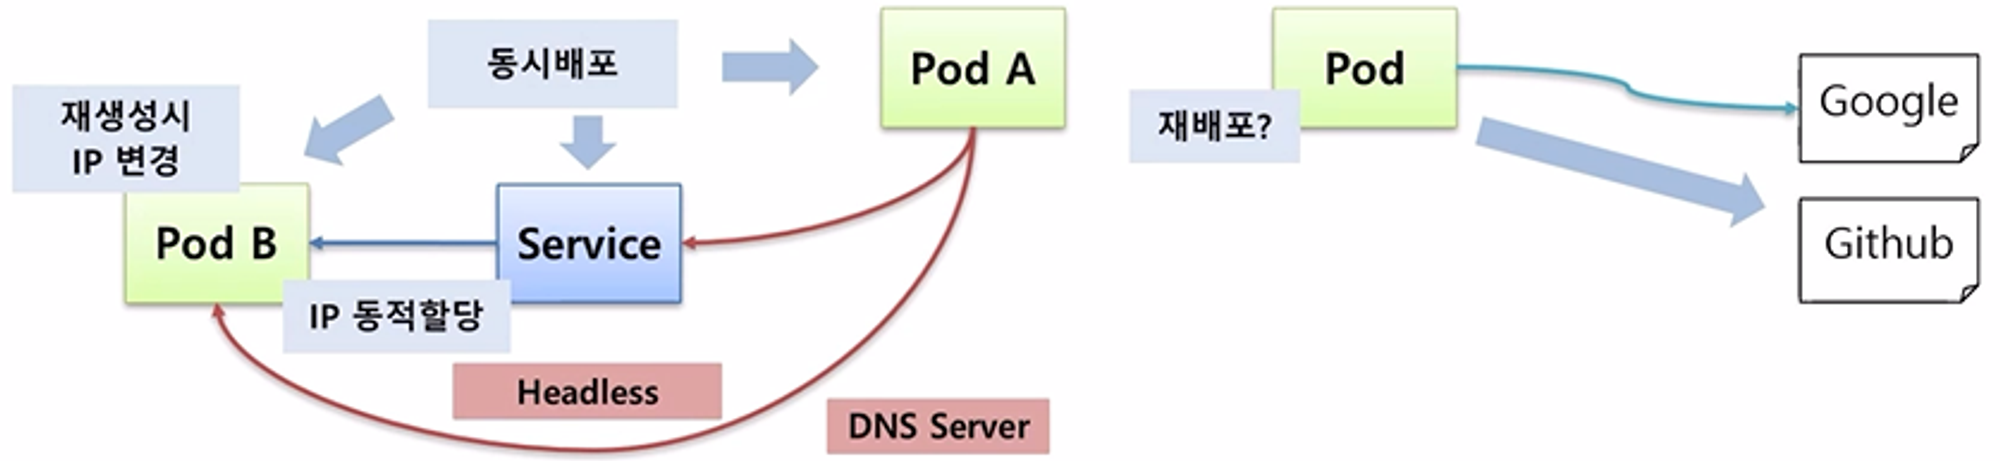 동시배포
Pod A
재생성시
IP 변경
Pod B
Service
IP 동적할당
Headless
DNS Server
Pod
재배포?
Google
Github